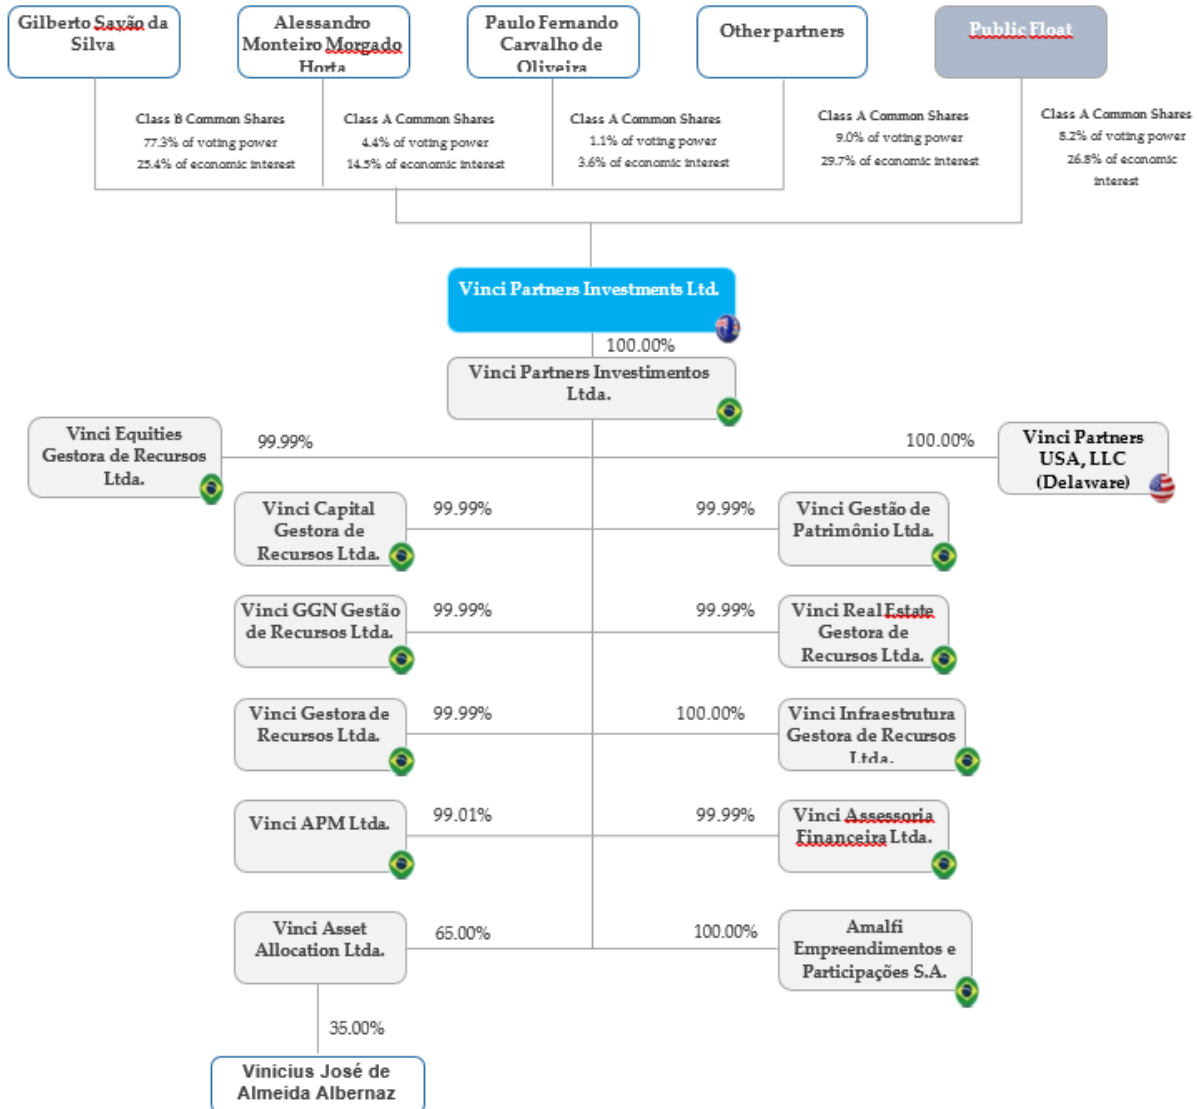 Gilberto Sayão da
Silva
Alessandro
Monteiro Morgado
Horta
Paulo Fernando
Carvalho de
Oliveira
Other partners
Public Float
Class B Common Shares
77.3% of voting power
25.4% of economic interest
Class A Common Shares
4.4% of voting power
14.5% of economic interest
Class A Common Shares
1.1% of voting power
3.6% of economic interest
Class A Common Shares
9.0% of voting power
29.7% of economic interest
Class A Common Shares
8.2% of voting power
26.8% of economic
interest
Vinci Partners Investments Ltd.
100.00%
Vinci Partners Investimentos
Ltda.
Vinci Equities
Gestora de Recursos
Ltda.
99.99%
100.00%
Vinci Partners
USA, LLC
(Delaware)
Vinci Capital
Gestora de
Recursos Ltda.
99.99%
99.99%
Vinci Gestão de
Patrimônio Ltda.
Vinci GGN Gestão
de Recursos Ltda.
99.99%
99.99%
Vinci Real Estate
Gestora de
Recursos Ltda.
Vinci Gestora de
Recursos Ltda.
99.99%
100.00%
Vinci Infraestrutura
Gestora de Recursos
Ltda.
Vinci APM Ltda.
99.01%
99.99%
Vinci Assessoria
Financeira Ltda.
Vinci Asset
Allocation Ltda.
65.00%
100.00%
Amalfi
Empreendimentos e
Participações S.A.
35.00%
Vinicius José de
Almeida Albernaz